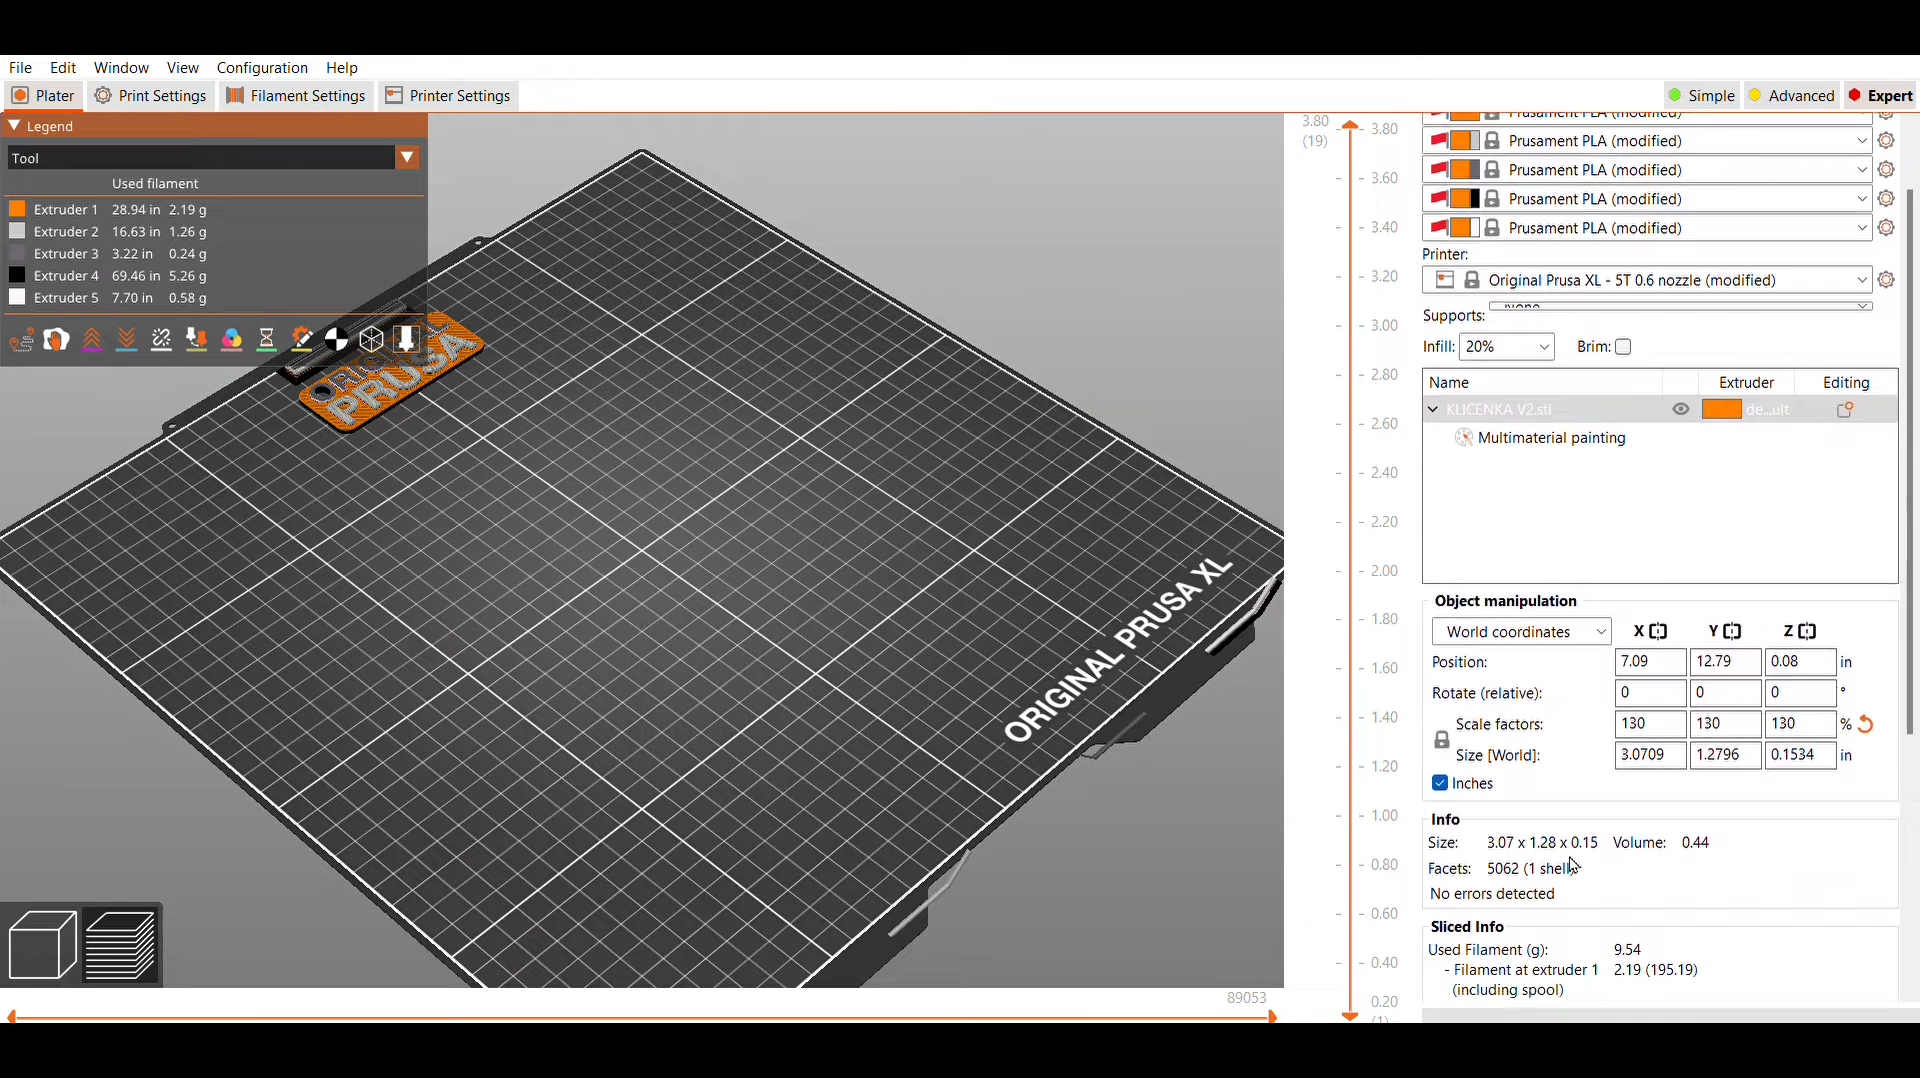 File Edit Window View Configuration Help
Plater Print Settings Filament Settings Printer Settings Simple Advanced Expert
Legend
Tool
Used filament
Extruder 1 28.94 in 2.19 g
Extruder 2 16.63 in 1.26 g
Extruder 3 3.22 in 0.24 g
Extruder 4 69.46 in 5.26 g
Extruder 5 7.70 in 0.58 g
PRUSA
ORIGINAL PRUSA XL
89053
3.80
(19)
3.80
3.60
3.40
3.20
3.00
2.80
2.60
2.40
2.20
2.00
1.80
1.60
1.40
1.20
1.00
0.80
0.60
0.40
0.20
(1)
Prusament PLA (modified)
Prusament PLA (modified)
Prusament PLA (modified)
Prusament PLA (modified)
Prusament PLA (modified)
Printer:
Original Prusa XL - 5T 0.6 nozzle (modified)
Supports: None
Infill: 20% Brim:
Name Extruder Editing
KLICENKA V2.stl de...ult
Multimaterial painting
Object manipulation
World coordinates X Y Z
Position: 7.09 12.79 0.08 in
Rotate (relative): 0 0 0 °
Scale factors: 130 130 130 %
Size [World]: 3.0709 1.2796 0.1534 in
Inches
Info
Size: 3.07 x 1.28 x 0.15 Volume: 0.44
Facets: 5062 (1 shell)
No errors detected
Sliced Info
Used Filament (g): 9.54
- Filament at extruder 1 2.19 (195.19)
(including spool)